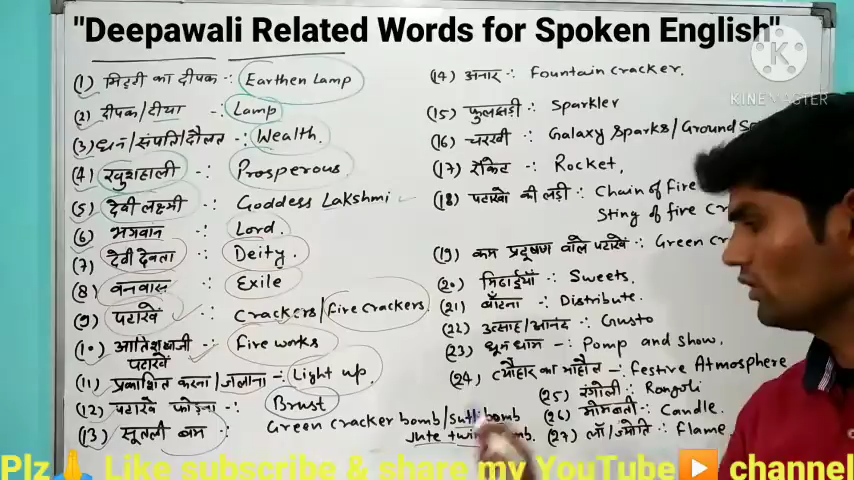 "Deepawali Related Words for Spoken English"
(1) मिट्टी का दीपक -: Earthen Lamp
(2) दीपक/दीया -: Lamp
(3) धन/संपति/दौलत -: Wealth.
(4) खुशहाली -: Prosperous
(5) देवी लक्ष्मी -: Goddess Lakshmi
(6) भगवान -: Lord.
(7) देवी देवता -: Deity.
(8) वनवास -: Exile
(9) पटाखे -: Crackers/Fire crackers
(10) आतिशबाजी -: Fire works
पटाखें
(11) प्रकाशित करना/जलाना -: Light up,
(12) पटाखे फोड़ना -: Brust
(13) सूतली बम -: Green cracker bomb/Sutli bomb
Jute
(14) अनार -: Fountain cracker.
(15) फुलझड़ी -: Sparkler
(16) चरखी -: Galaxy Sparks/Ground
(17) रॉकेट -: Rocket,
(18) पटाखो की लड़ी : Chain of Fire
Sting of fire
(19) कम प्रदूषण वाले पटाखें : Green
(20) मिठाईयाँ : Sweets.
(21) बाँटना -: Distribute.
(22) उत्साह/आनंद -: Gusto
(23) धूम धाम -: Pomp and show.
(24) त्यौहार का माहौल -: Festive Atmosphere
(25) रंगोली : Rangoli
(26) मोमबत्ती : Candle.
(27) लौ/ज्योति : Flame
KINEMASTER
Plz🙏 Like subscribe & share my YouTube▶️ channel